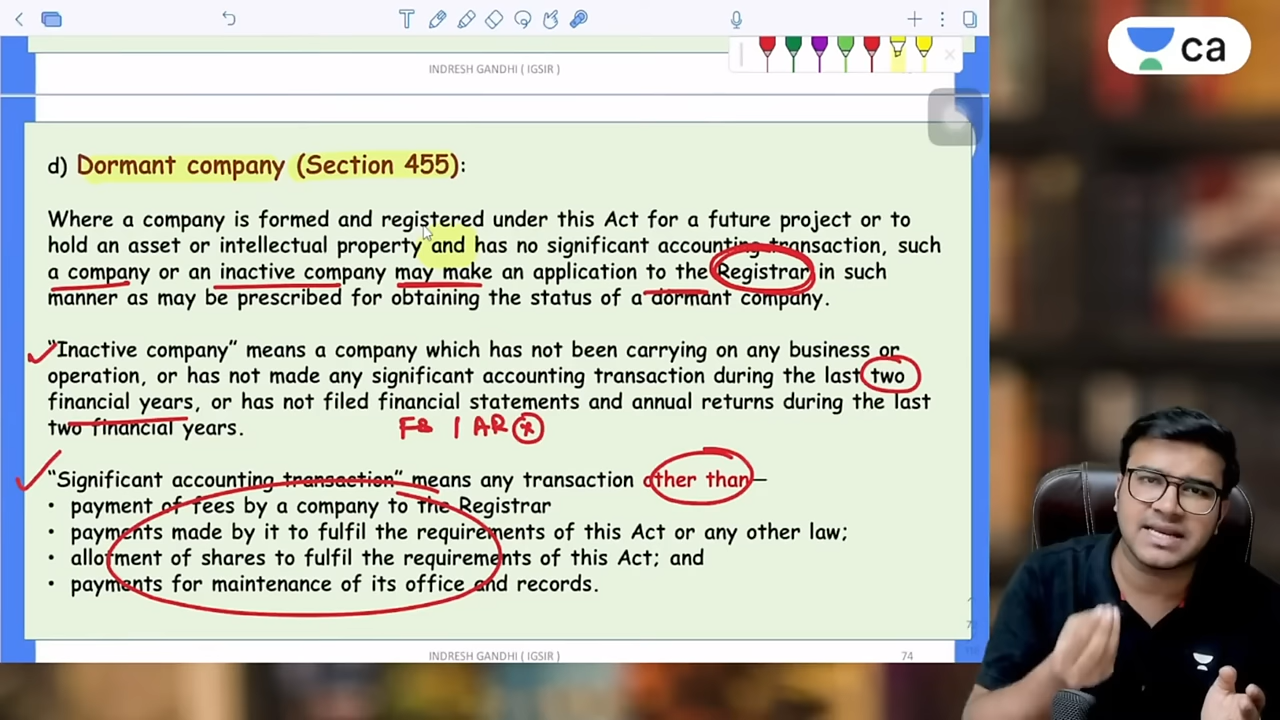 INDRESH GANDHI ( IGSIR )
ca
d) Dormant company (Section 455):
Where a company is formed and registered under this Act for a future project or to
hold an asset or intellectual property and has no significant accounting transaction, such
a company or an inactive company may make an application to the Registrar in such
manner as may be prescribed for obtaining the status of a dormant company.
"Inactive company" means a company which has not been carrying on any business or
operation, or has not made any significant accounting transaction during the last two
financial years, or has not filed financial statements and annual returns during the last
two financial years.
FS | AR
"Significant accounting transaction" means any transaction other than—
• payment of fees by a company to the Registrar
• payments made by it to fulfil the requirements of this Act or any other law;
• allotment of shares to fulfil the requirements of this Act; and
• payments for maintenance of its office and records.
INDRESH GANDHI ( IGSIR )
74